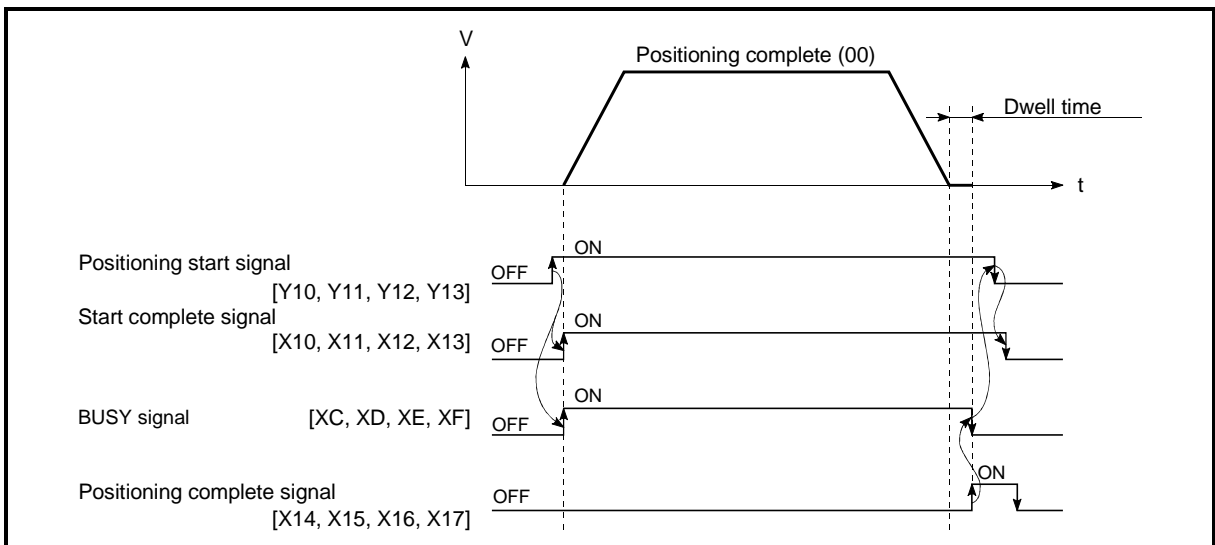 V
Positioning complete (00)
Dwell time
t
Positioning start signal
[Y10, Y11, Y12, Y13]
OFF
ON
Start complete signal
[X10, X11, X12, X13]
OFF
ON
BUSY signal [XC, XD, XE, XF]
OFF
ON
Positioning complete signal
[X14, X15, X16, X17]
OFF
ON